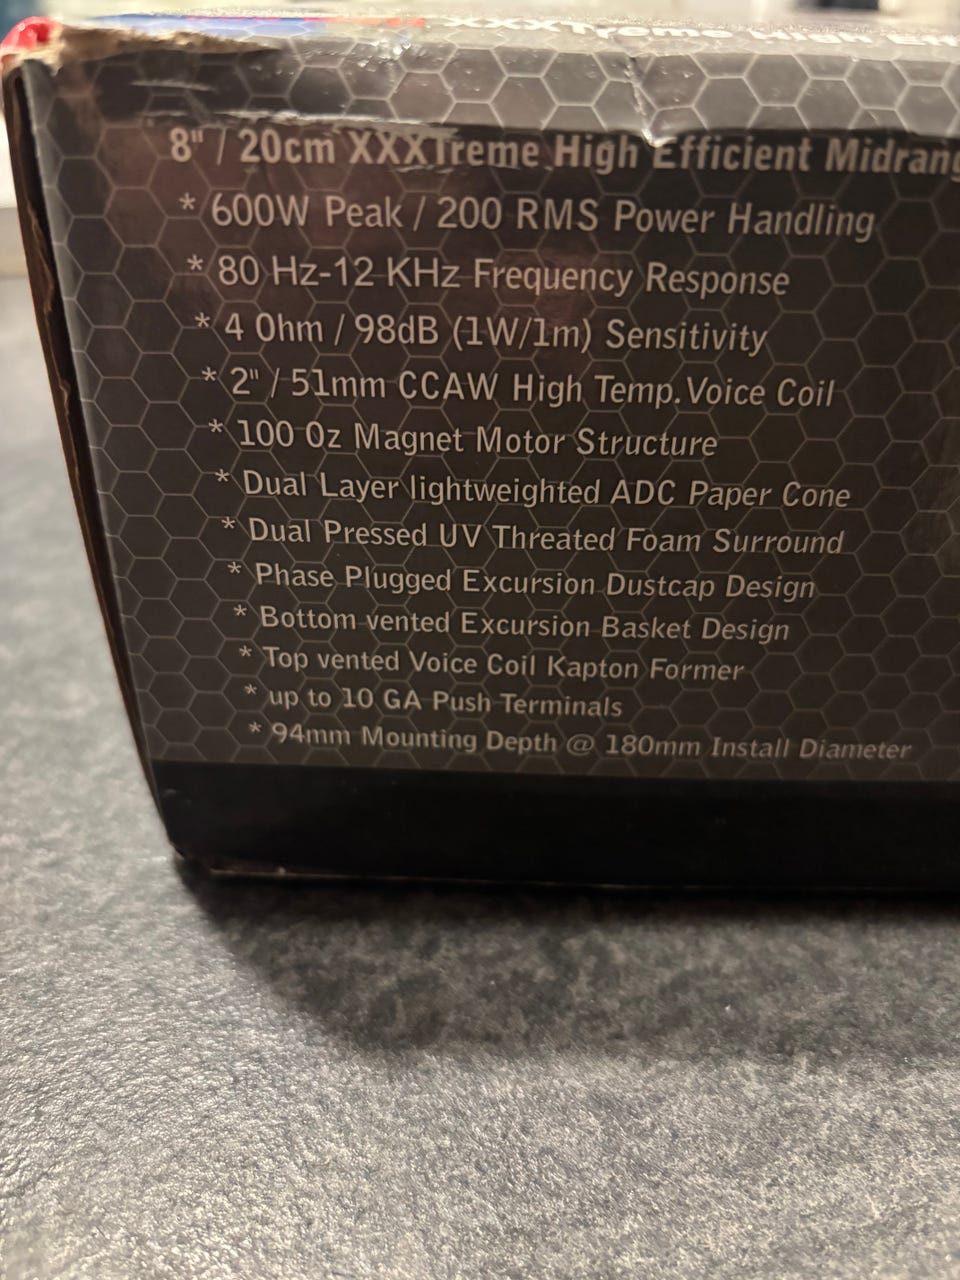 XXXTreme High Eff
8" / 20cm XXXTreme High Efficient Midrang
* 600W Peak / 200 RMS Power Handling
* 80 Hz-12 KHz Frequency Response
* 4 Ohm / 98dB (1W/1m) Sensitivity
* 2" / 51mm CCAW High Temp. Voice Coil
* 100 Oz Magnet Motor Structure
* Dual Layer lightweighted ADC Paper Cone
* Dual Pressed UV Threated Foam Surround
* Phase Plugged Excursion Dustcap Design
* Bottom vented Excursion Basket Design
* Top vented Voice Coil Kapton Former
* up to 10 GA Push Terminals
* 94mm Mounting Depth @ 180mm Install Diameter